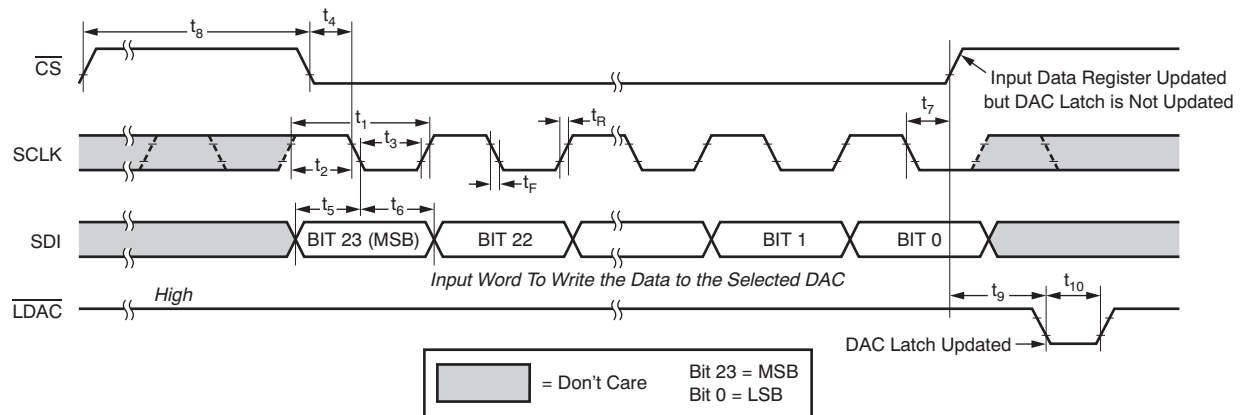 t8
t4
CS
Input Data Register Updated
but DAC Latch is Not Updated
t1
t7
tR
t3
SCLK
t2
tF
t5
t6
SDI
BIT 23 (MSB)
BIT 22
BIT 1
BIT 0
Input Word To Write the Data to the Selected DAC
High
t9
t10
LDAC
DAC Latch Updated
= Don't Care
Bit 23 = MSB
Bit 0 = LSB